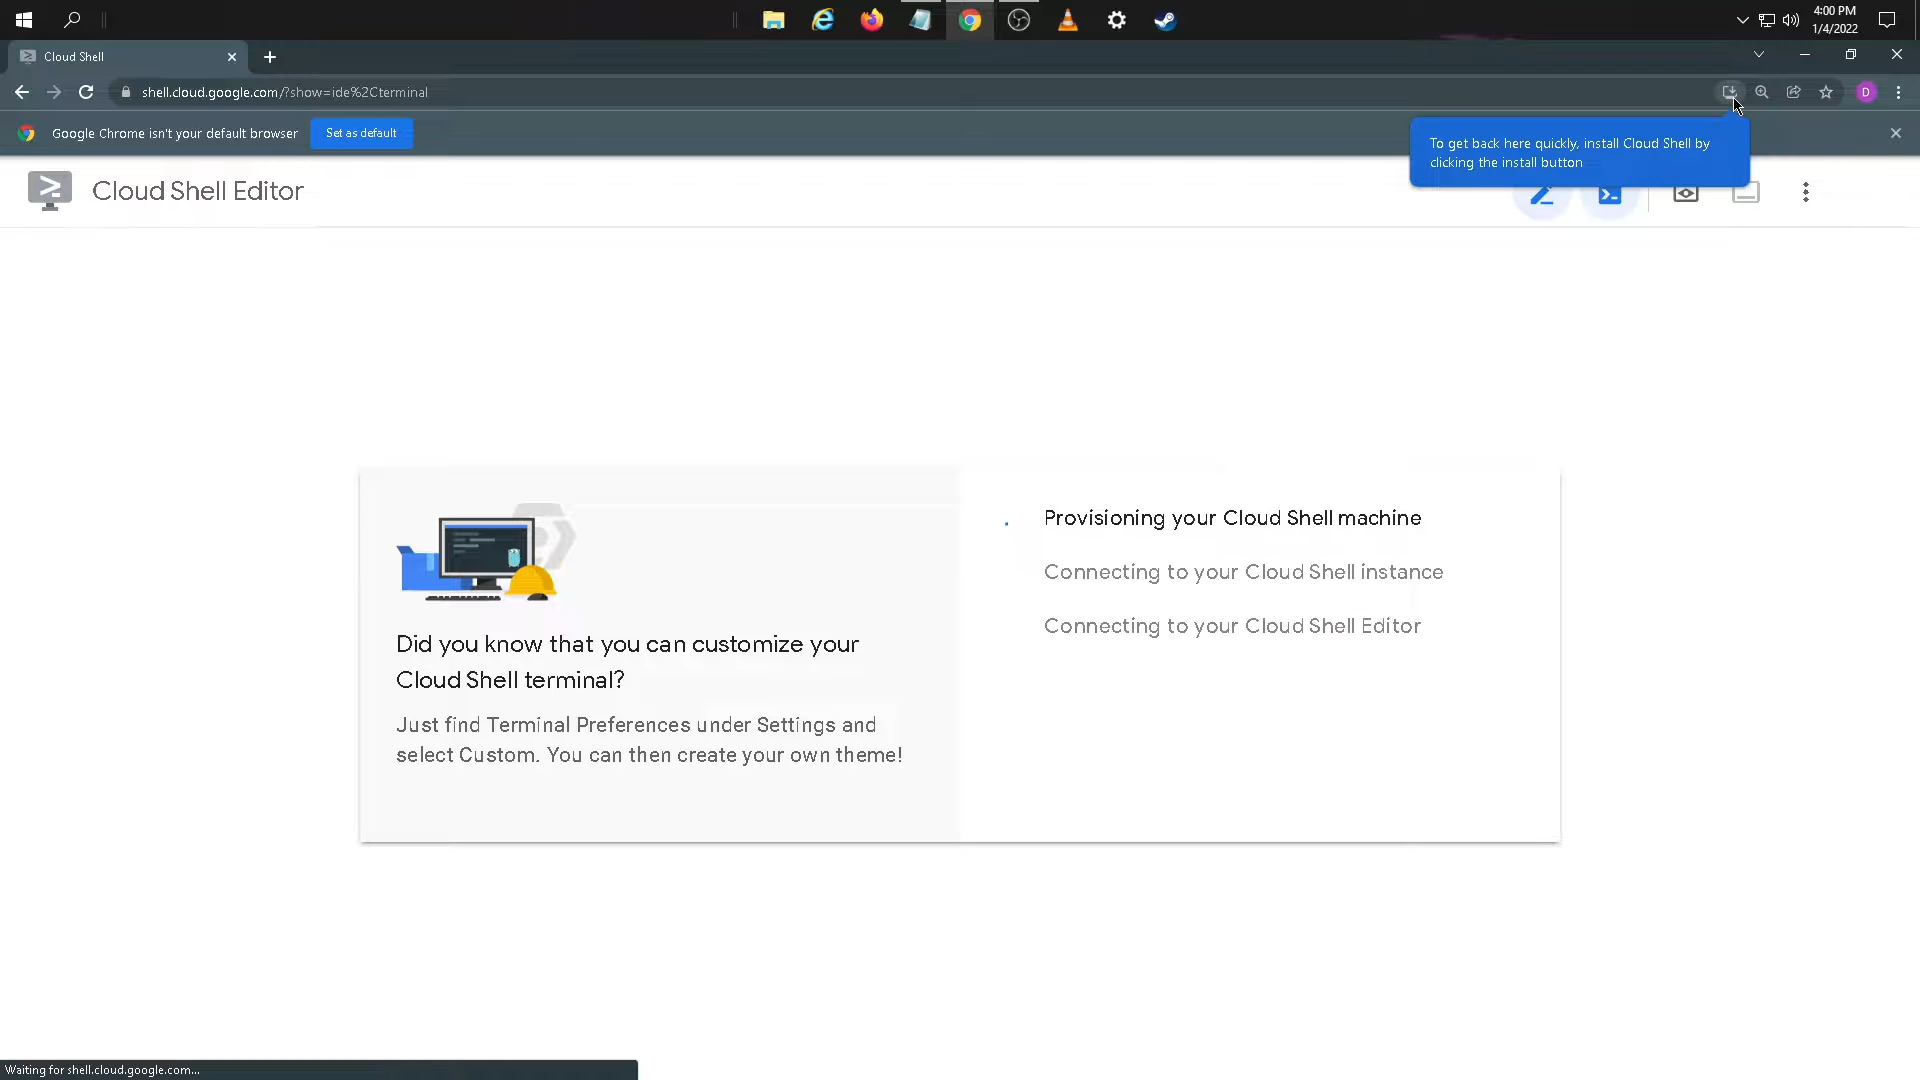 4:00 PM
1/4/2022
Cloud Shell
shell.cloud.google.com/?show=ide%2Cterminal
D
Google Chrome isn't your default browser
Set as default
To get back here quickly, install Cloud Shell by
clicking the install button
Cloud Shell Editor
Provisioning your Cloud Shell machine
Connecting to your Cloud Shell instance
Connecting to your Cloud Shell Editor
Did you know that you can customize your
Cloud Shell terminal?
Just find Terminal Preferences under Settings and
select Custom. You can then create your own theme!
Waiting for shell.cloud.google.com...